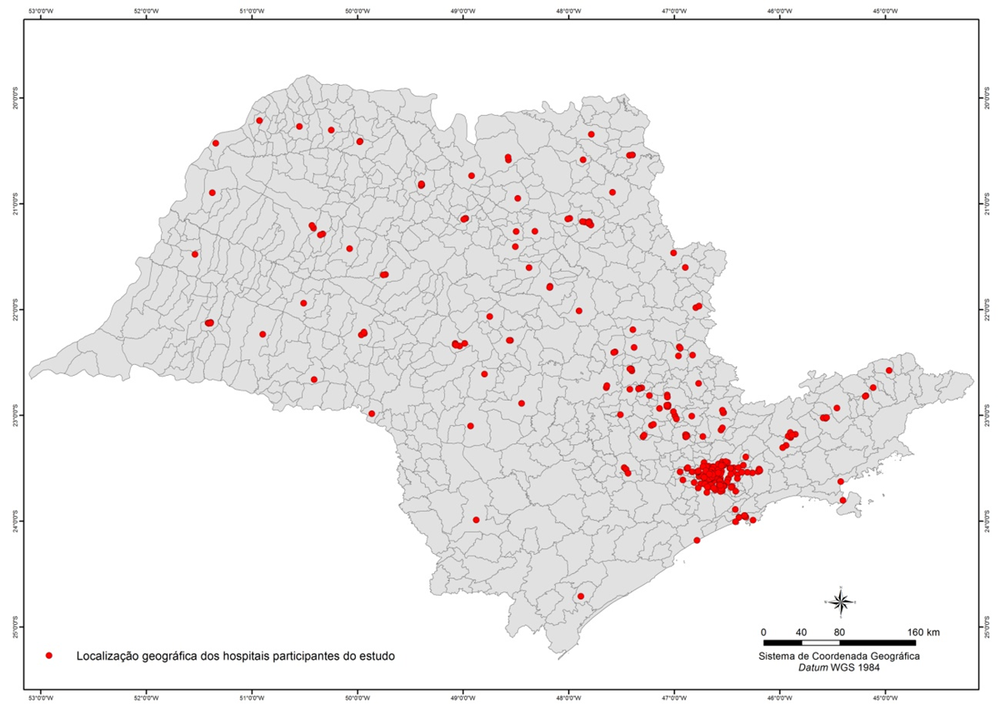 53°0'0"W 52°0'0"W 51°0'0"W 50°0'0"W 49°0'0"W 48°0'0"W 47°0'0"W 46°0'0"W 45°0'0"W
20°0'0"S 20°0'0"S
21°0'0"S 21°0'0"S
22°0'0"S 22°0'0"S
23°0'0"S 23°0'0"S
24°0'0"S 24°0'0"S
25°0'0"S 25°0'0"S
0 40 80 160 km
Localização geográfica dos hospitais participantes do estudo
Sistema de Coordenada Geográfica
Datum WGS 1984
53°0'0"W 52°0'0"W 51°0'0"W 50°0'0"W 49°0'0"W 48°0'0"W 47°0'0"W 46°0'0"W 45°0'0"W